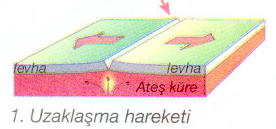 levha levha
Ateş küre
1. Uzaklaşma hareketi